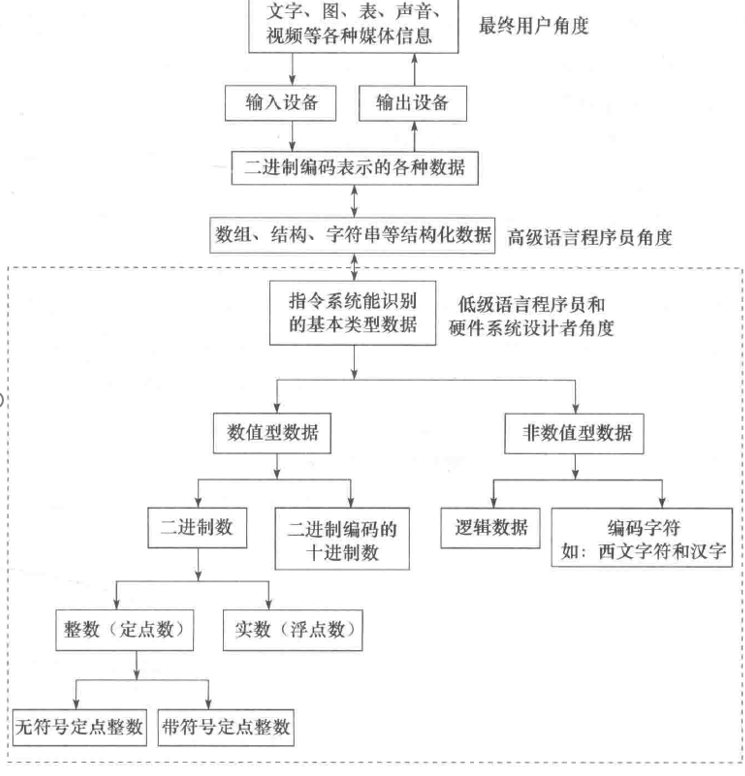 文字、图、表、声音、
视频等各种媒体信息
最终用户角度
输入设备
输出设备
二进制编码表示的各种数据
数组、结构、字符串等结构化数据
高级语言程序员角度
指令系统能识别
的基本类型数据
低级语言程序员和
硬件系统设计者角度
数值型数据
非数值型数据
二进制数
二进制编码的
十进制数
逻辑数据
编码字符
如：西文字符和汉字
整数（定点数）
实数（浮点数）
无符号定点整数
带符号定点整数